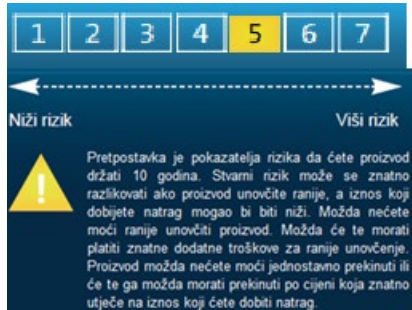 1 2 3 4 5 6 7
Niži rizik Viši rizik
Pretpostavka je pokazatelja rizika da ćete proizvod
držati 10 godina. Stvarni rizik može se znatno
razlikovati ako proizvod unovčite ranije, a iznos koji
dobijete natrag mogao bi biti niži. Možda nećete
moći ranije unovčiti proizvod. Možda će te morati
platiti znatne dodatne troškove za ranije unovčenje.
Proizvod možda nećete moći jednostavno prekinuti ili
će te ga možda morati prekinuti po cijeni koja znatno
utječe na iznos koji ćete dobiti natrag.